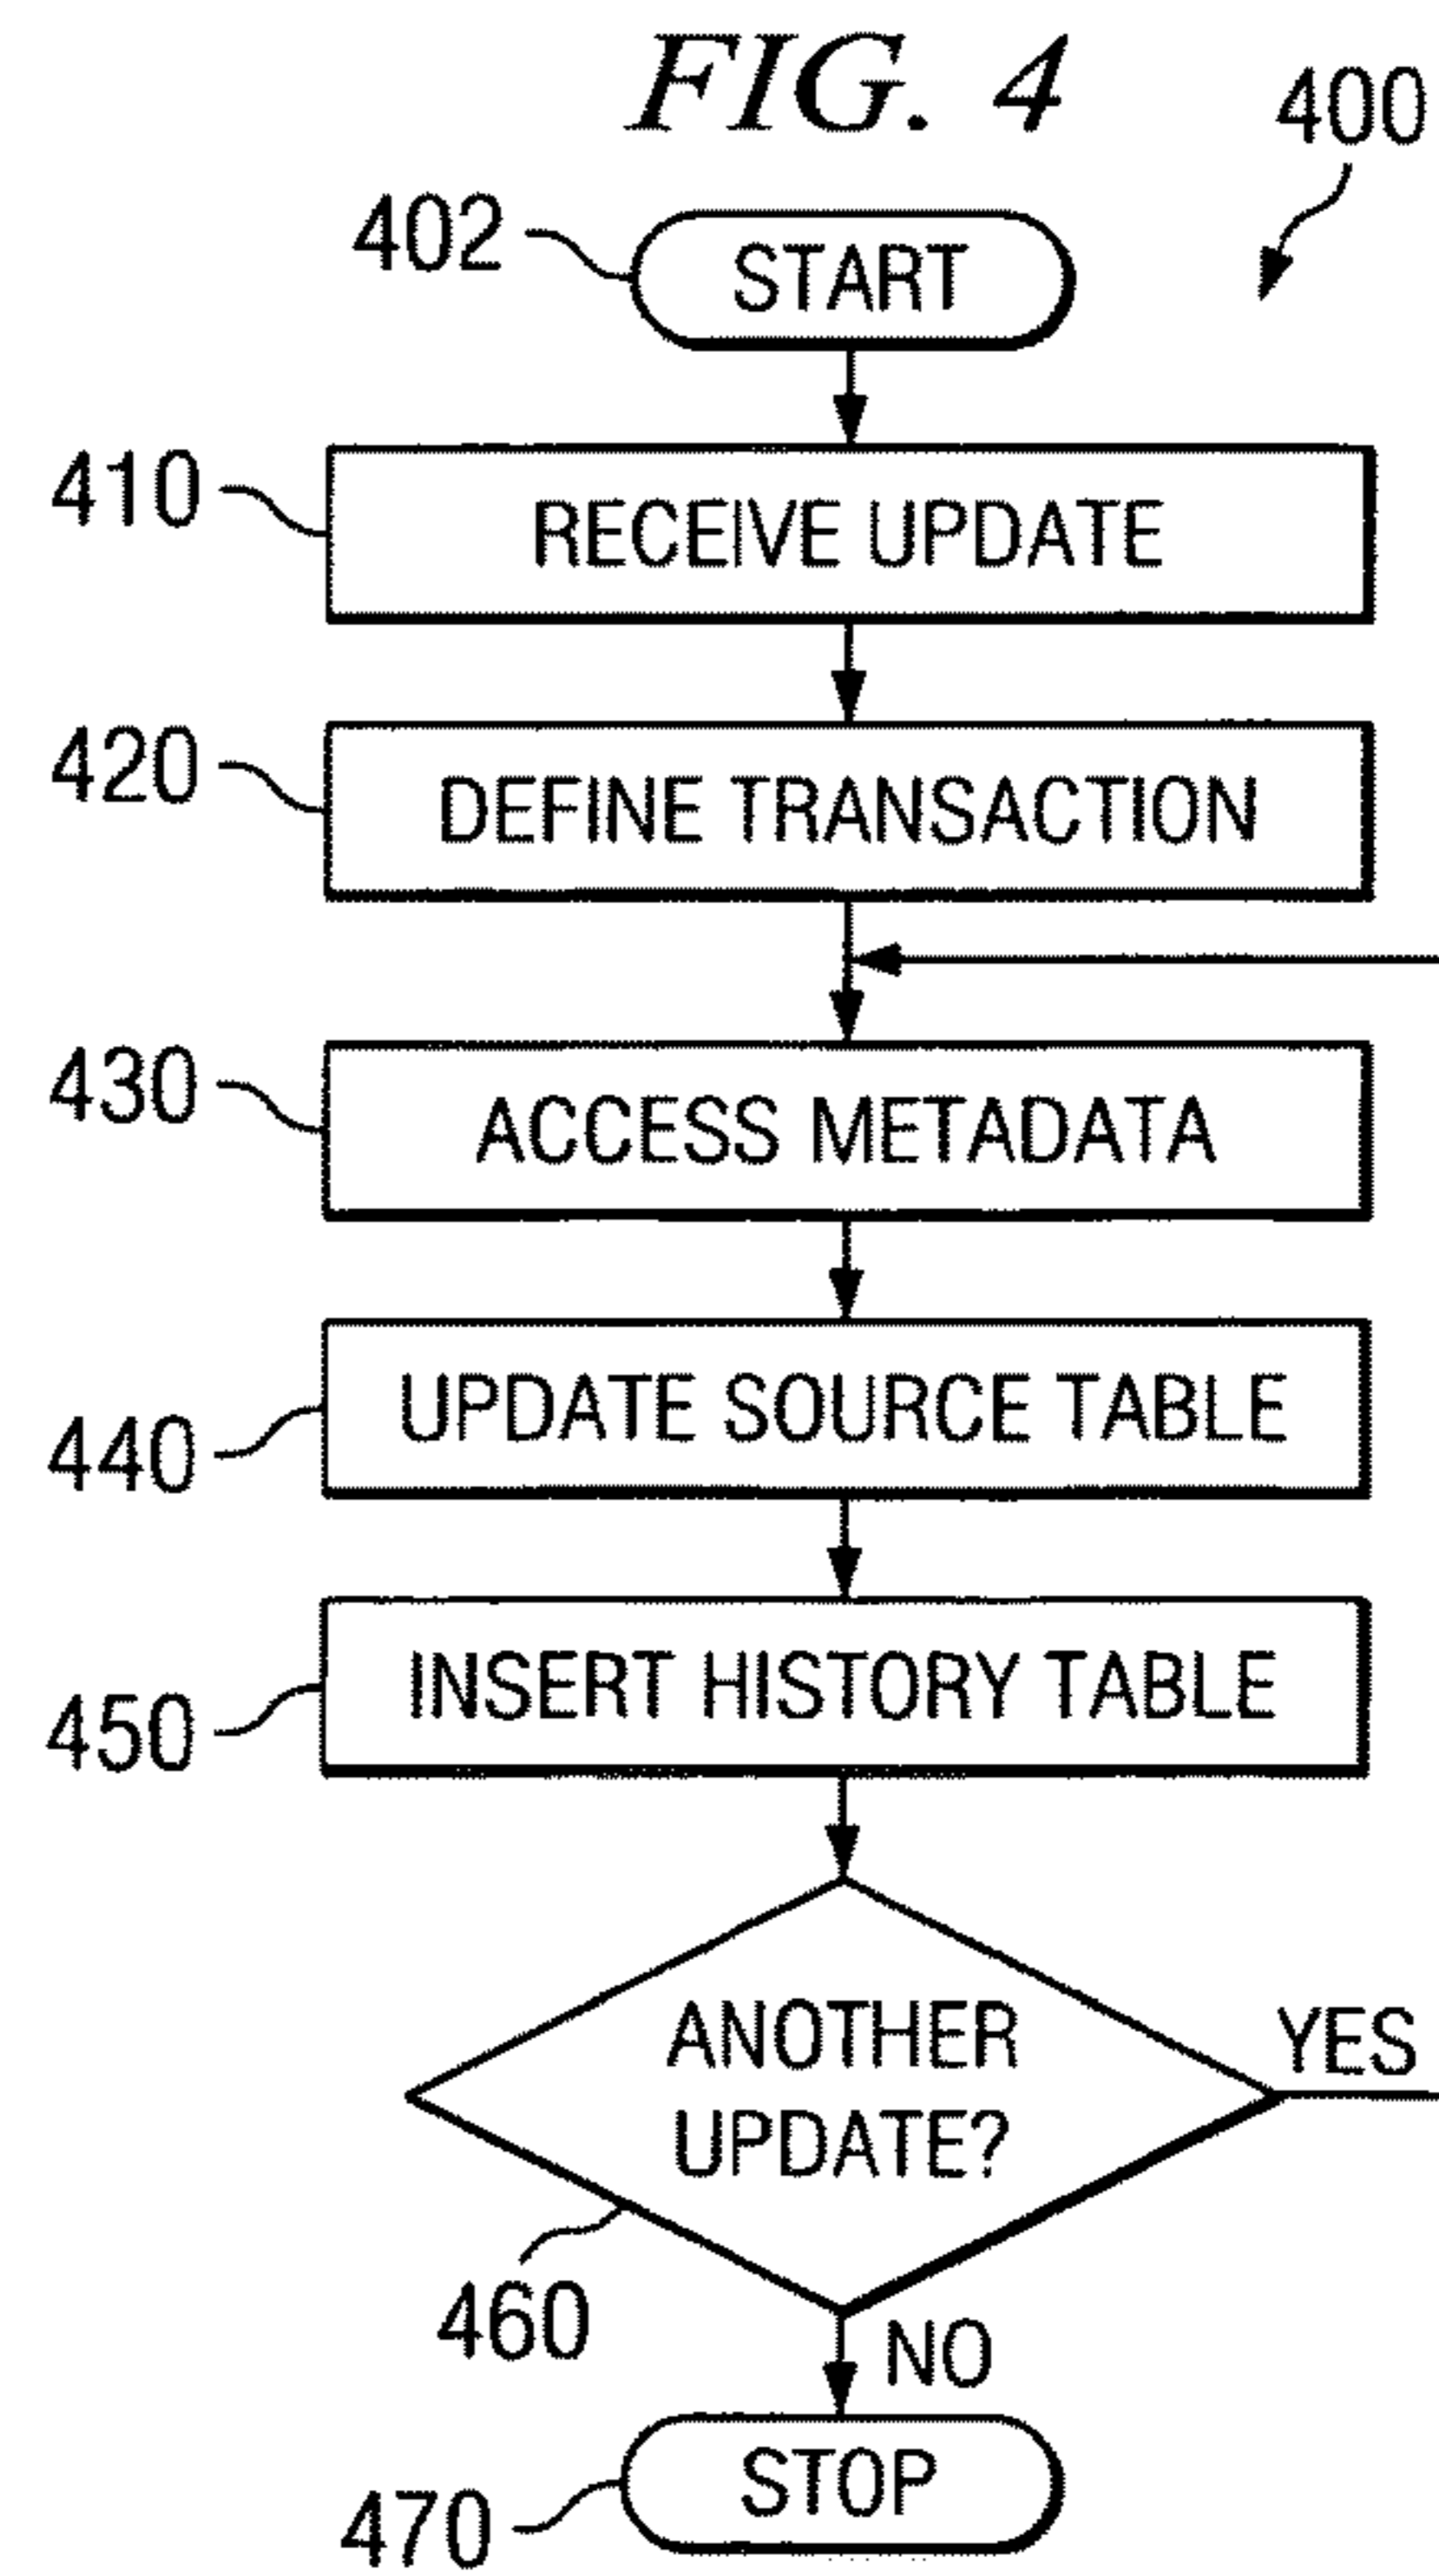 FIG. 4
400
402
START
410
RECEIVE UPDATE
420
DEFINE TRANSACTION
430
ACCESS METADATA
440
UPDATE SOURCE TABLE
450
INSERT HISTORY TABLE
ANOTHER
UPDATE?
YES
460
NO
STOP
470